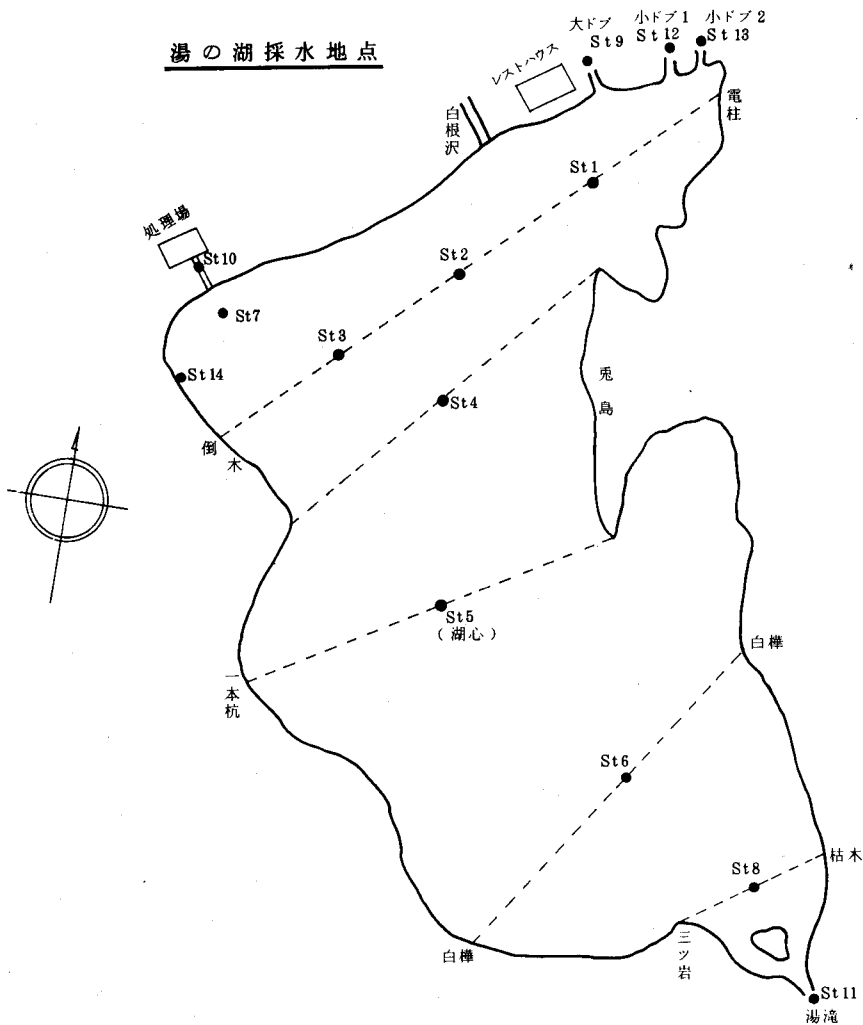 湯の湖採水地点
大ドブ
St9
小ドブ1
St12
小ドブ2
St13
レストハウス
白根沢
電柱
St1
処理場
St10
St2
St7
St3
St14
St4
兎島
倒木
St5
(湖心)
白樺
一本杭
St6
枯木
St8
白樺
三ツ岩
St11
湯滝